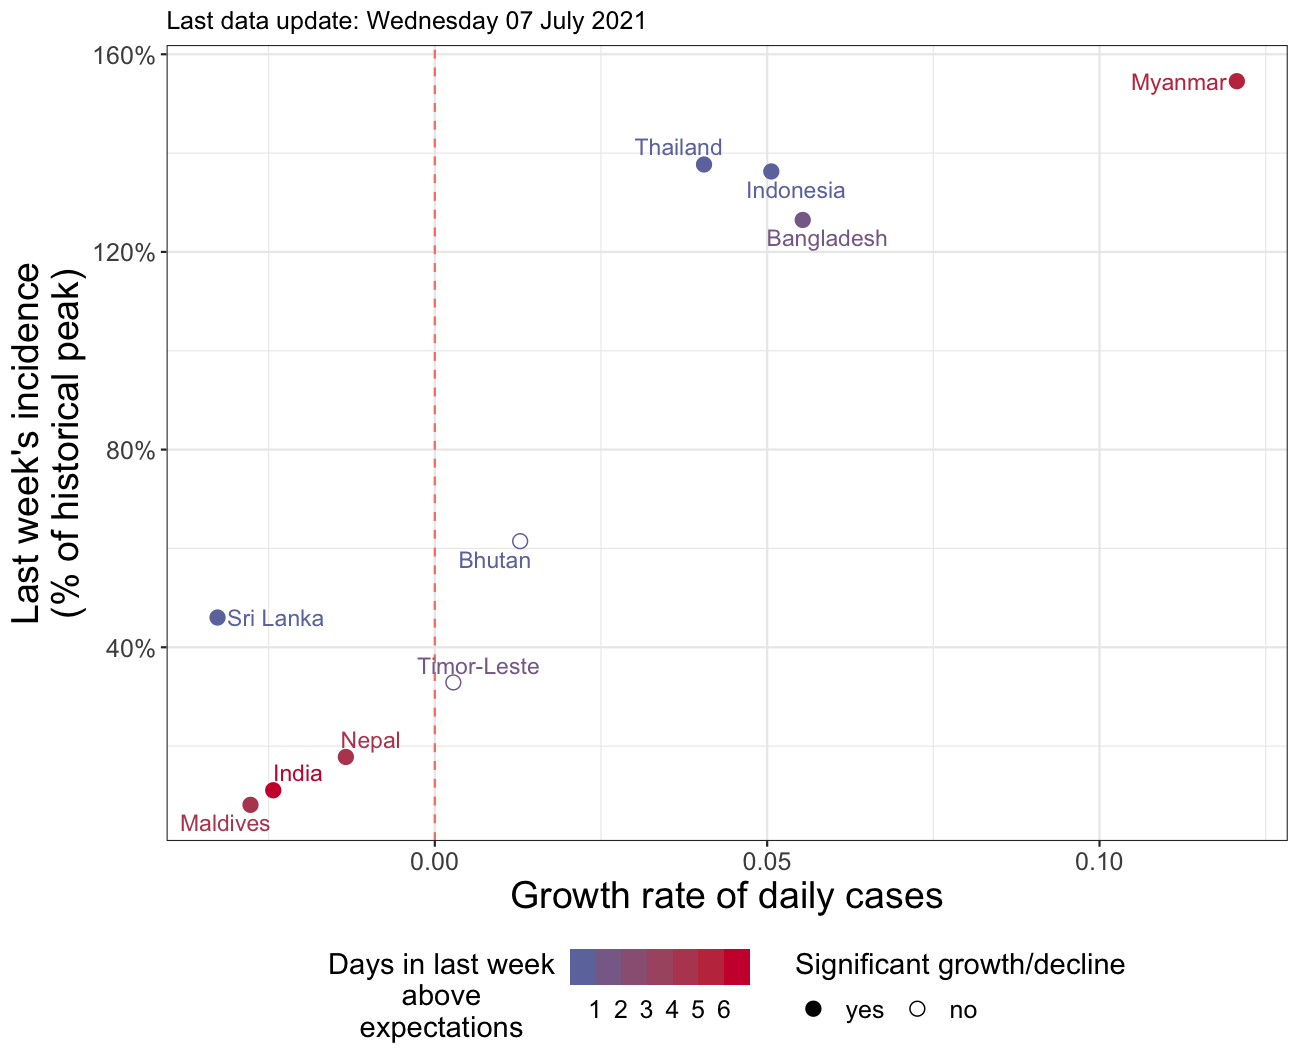 Last data update: Wednesday 07 July 2021
160%
Myanmar
Thailand
Indonesia
Bangladesh
120%
Last week's incidence
(% of historical peak)
80%
Bhutan
Sri Lanka
40%
Timor-Leste
Nepal
India
Maldives
0.00 0.05 0.10
Growth rate of daily cases
Days in last week
above
expectations
1 2 3 4 5 6
Significant growth/decline
yes no